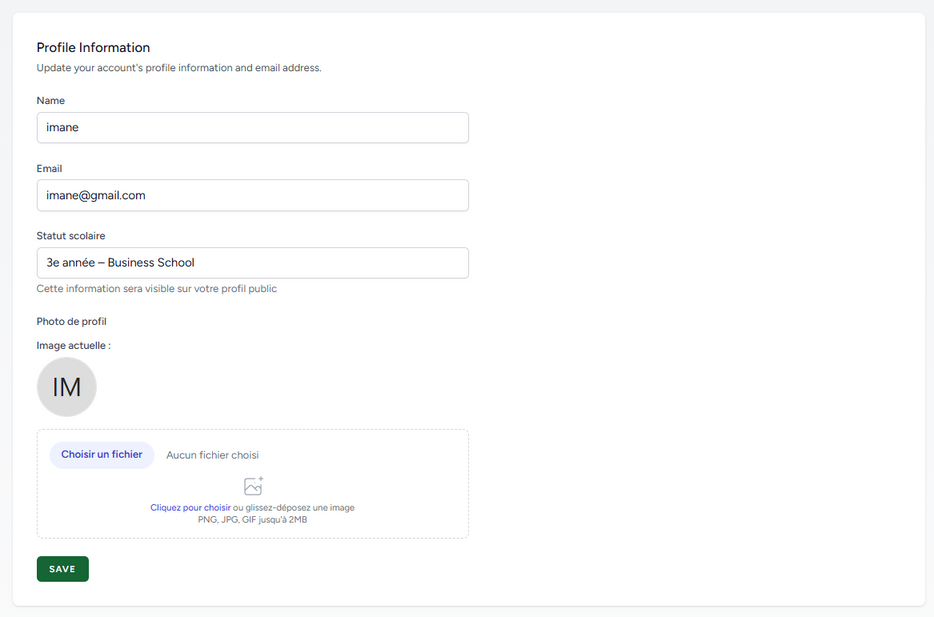 Profile Information
Update your account's profile information and email address.
Name
imane
Email
imane@gmail.com
Statut scolaire
3e année – Business School
Cette information sera visible sur votre profil public
Photo de profil
Image actuelle :
IM
Choisir un fichier Aucun fichier choisi
Cliquez pour choisir ou glissez-déposez une image
PNG, JPG, GIF jusqu'à 2MB
SAVE